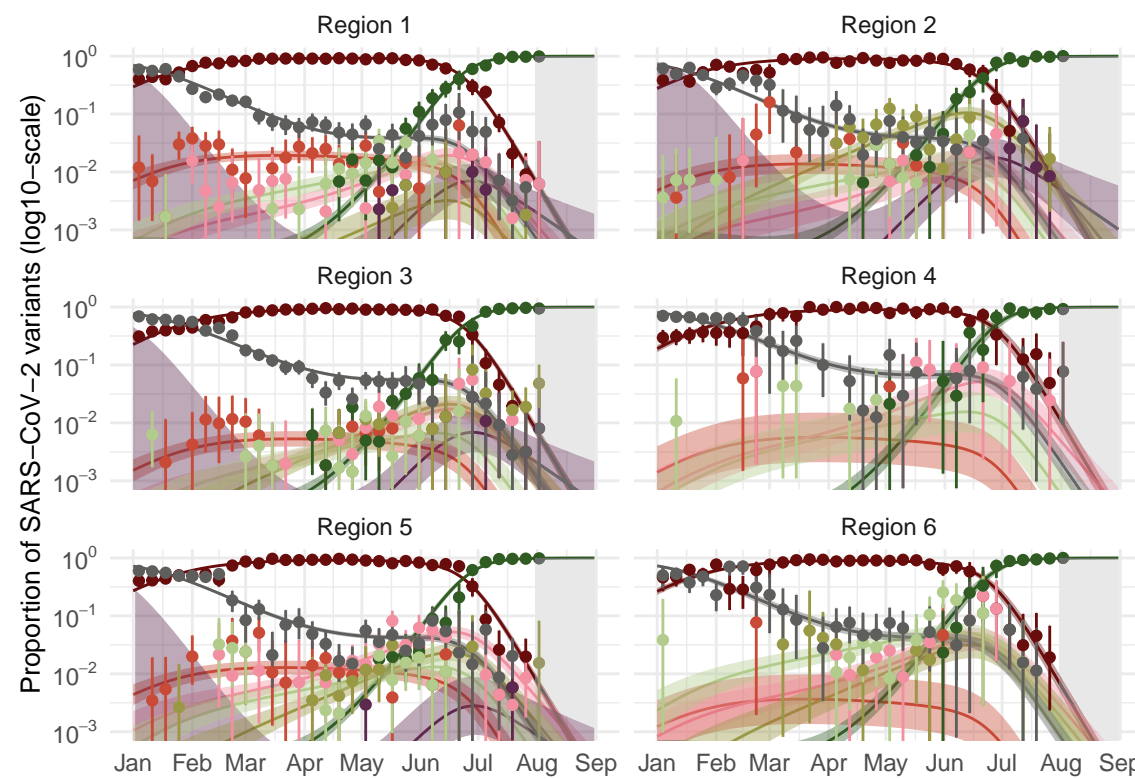 Region 1
Region 2
10^0
10^−1
10^−2
10^−3
Region 3
Region 4
10^0
10^−1
10^−2
10^−3
Region 5
Region 6
10^0
10^−1
10^−2
10^−3
Jan Feb Mar Apr May Jun Jul Aug Sep
Jan Feb Mar Apr May Jun Jul Aug Sep
Proportion of SARS−CoV−2 variants (log10−scale)